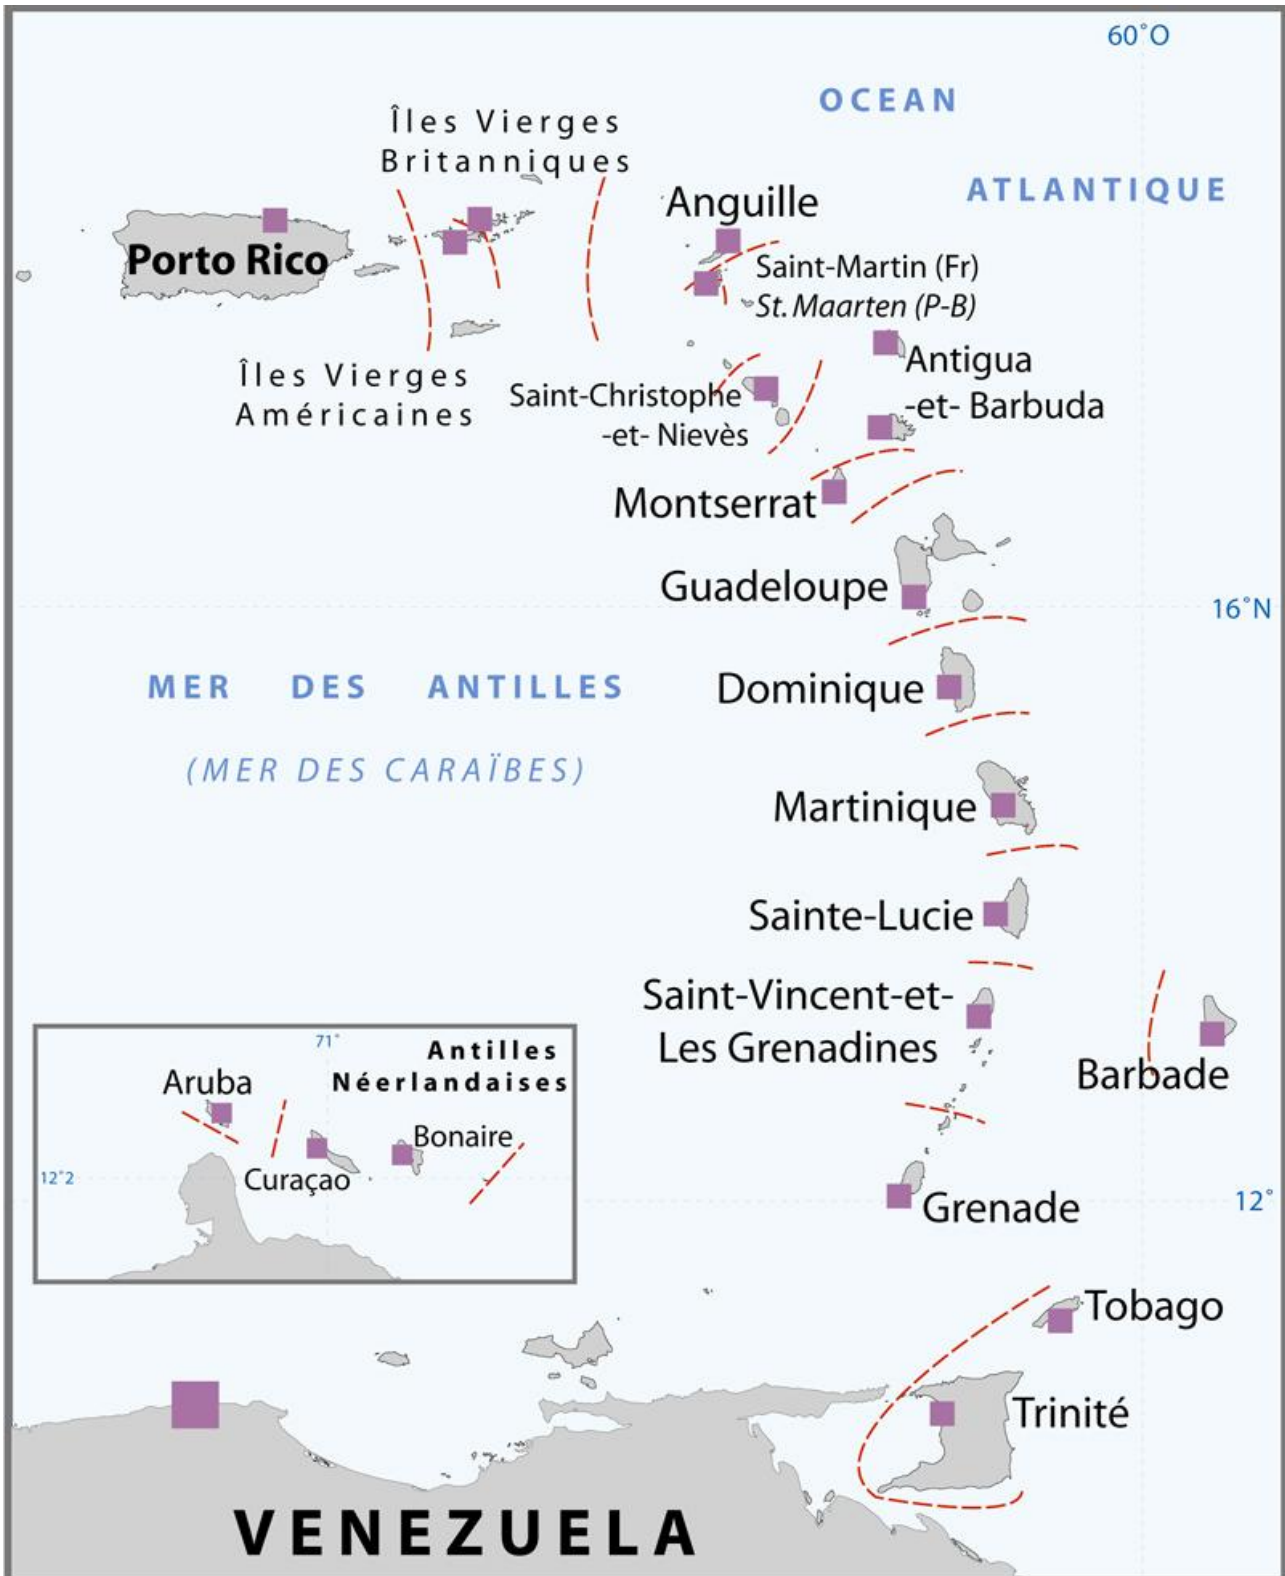 60°O
OCEAN
ATLANTIQUE
Îles Vierges
Britanniques
Anguille
Porto Rico
Saint-Martin (Fr)
St. Maarten (P-B)
Antigua
-et- Barbuda
Îles Vierges
Américaines
Saint-Christophe
-et- Nievès
Montserrat
Guadeloupe
16°N
MER DES ANTILLES
(MER DES CARAÏBES)
Dominique
Martinique
Sainte-Lucie
Saint-Vincent-et-
Les Grenadines
Barbade
71°
Antilles
Néerlandaises
Aruba
Bonaire
Curaçao
12°2
Grenade
12°
Tobago
Trinité
VENEZUELA